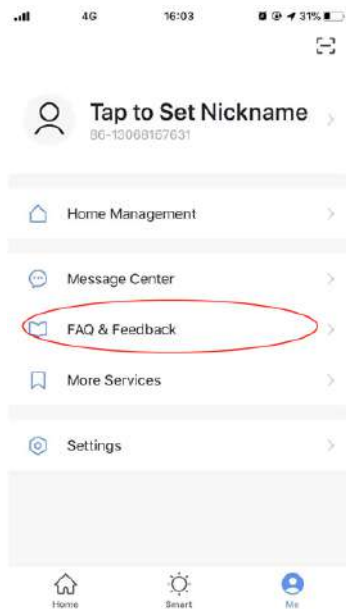 4G 16:03 31%
Tap to Set Nickname
86-13068167631
Home Management
Message Center
FAQ & Feedback
More Services
Settings
Home Smart Me